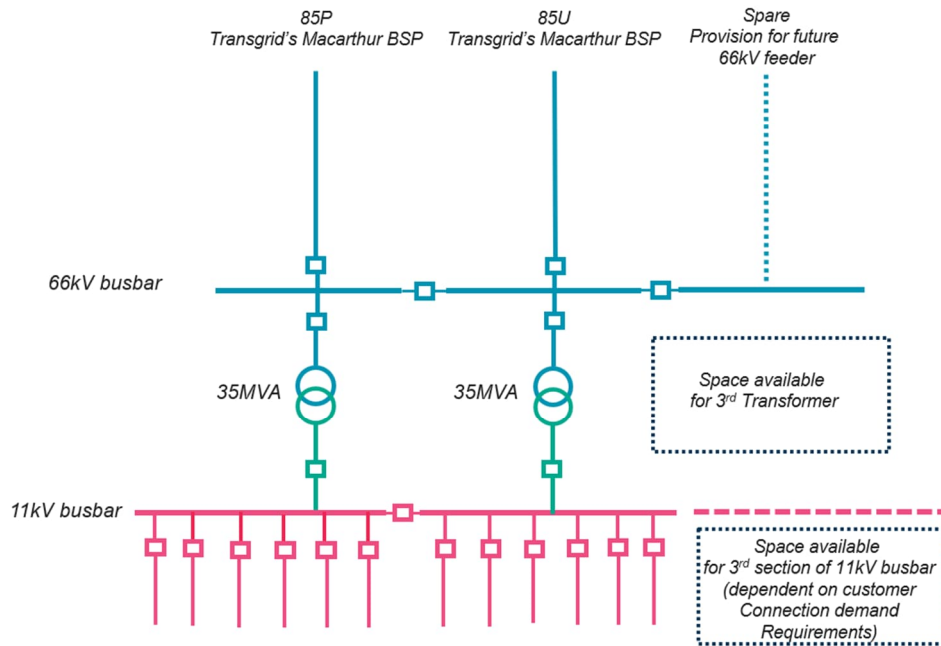 85P
Transgrid's Macarthur BSP
85U
Transgrid's Macarthur BSP
Spare
Provision for future
66kV feeder
66kV busbar
35MVA
35MVA
Space available
for 3rd Transformer
11kV busbar
Space available
for 3rd section of 11kV busbar
(dependent on customer
Connection demand
Requirements)